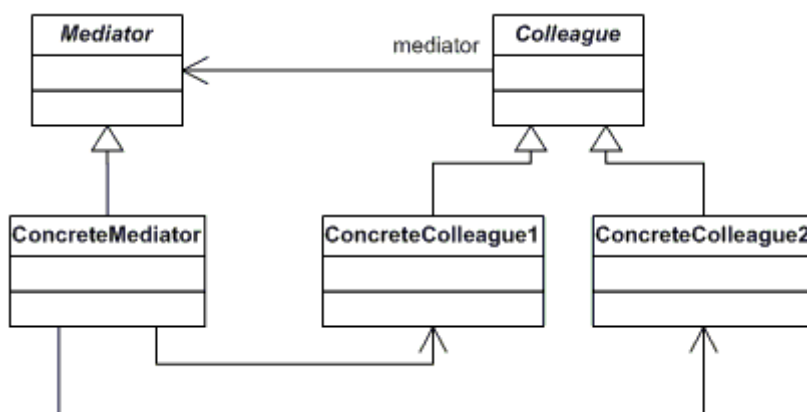 Mediator
mediator
Colleague
ConcreteMediator
ConcreteColleague1
ConcreteColleague2